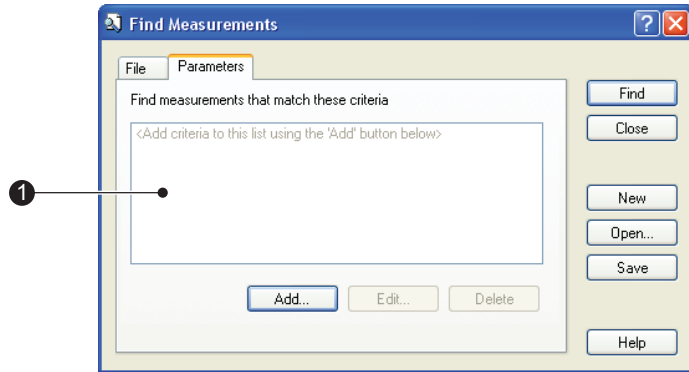 Find Measurements
File
Parameters
Find measurements that match these criteria
<Add criteria to this list using the 'Add' button below>
Add...
Edit...
Delete
Find
Close
New
Open...
Save
Help
1